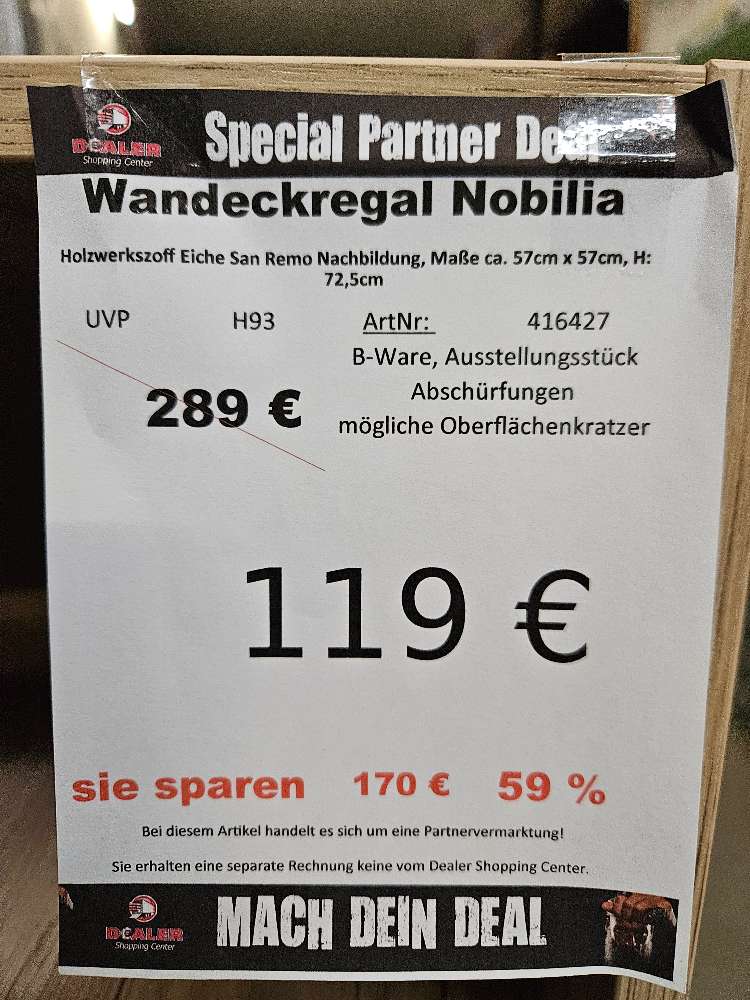 DEALER
Shopping Center
Special Partner Deal
Wandeckregal Nobilia
Holzwerkszoff Eiche San Remo Nachbildung, Maße ca. 57cm x 57cm, H:
72,5cm
UVP H93 ArtNr: 416427
B-Ware, Ausstellungsstück
289 € Abschürfungen
mögliche Oberflächenkratzer
119 €
sie sparen 170 € 59 %
Bei diesem Artikel handelt es sich um eine Partnervermarktung!
Sie erhalten eine separate Rechnung keine vom Dealer Shopping Center.
DEALER
Shopping Center
MACH DEIN DEAL